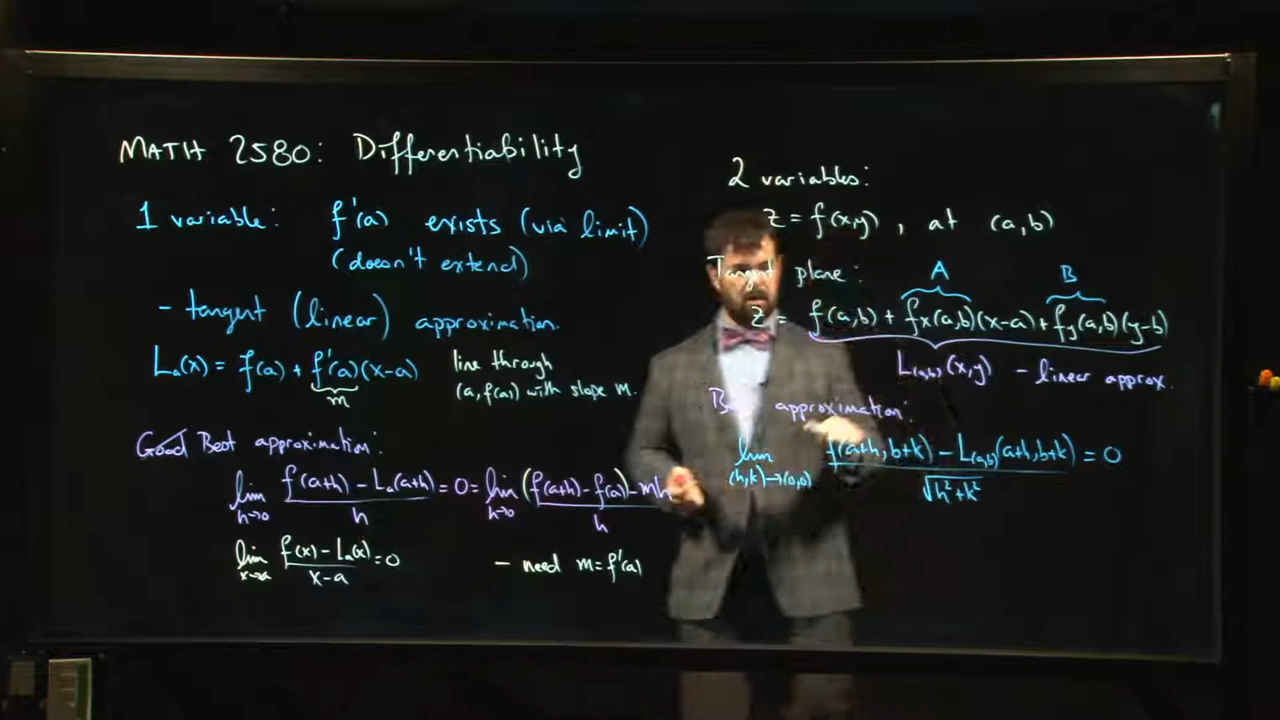 MATH 2580: Differentiability
1 variable: f'(a) exists (via limit)
(doesn't extend)
- tangent (linear) approximation.
Lₐ(x) = f(a) + f'(a)(x-a)
m
line through
(a, f(a)) with slope m.
Good Best approximation:
lim h→0 (f(a+h) - Lₐ(a+h))/h = 0 = lim h→0 (f(a+h) - f(a)) - mh / h
lim x→a (f(x) - Lₐ(x))/(x-a) = 0
- need m = f'(a)
2 variables:
z = f(x,y) , at (a,b)
Tangent plane:
A B
z = f(a,b) + fx(a,b)(x-a) + fy(a,b)(y-b)
L(a,b)(x,y) - linear approx.
approximation:
lim (h,k)→(0,0) (f(a+h, b+k) - L(a,b)(a+h, b+k))/√(h²+k²) = 0